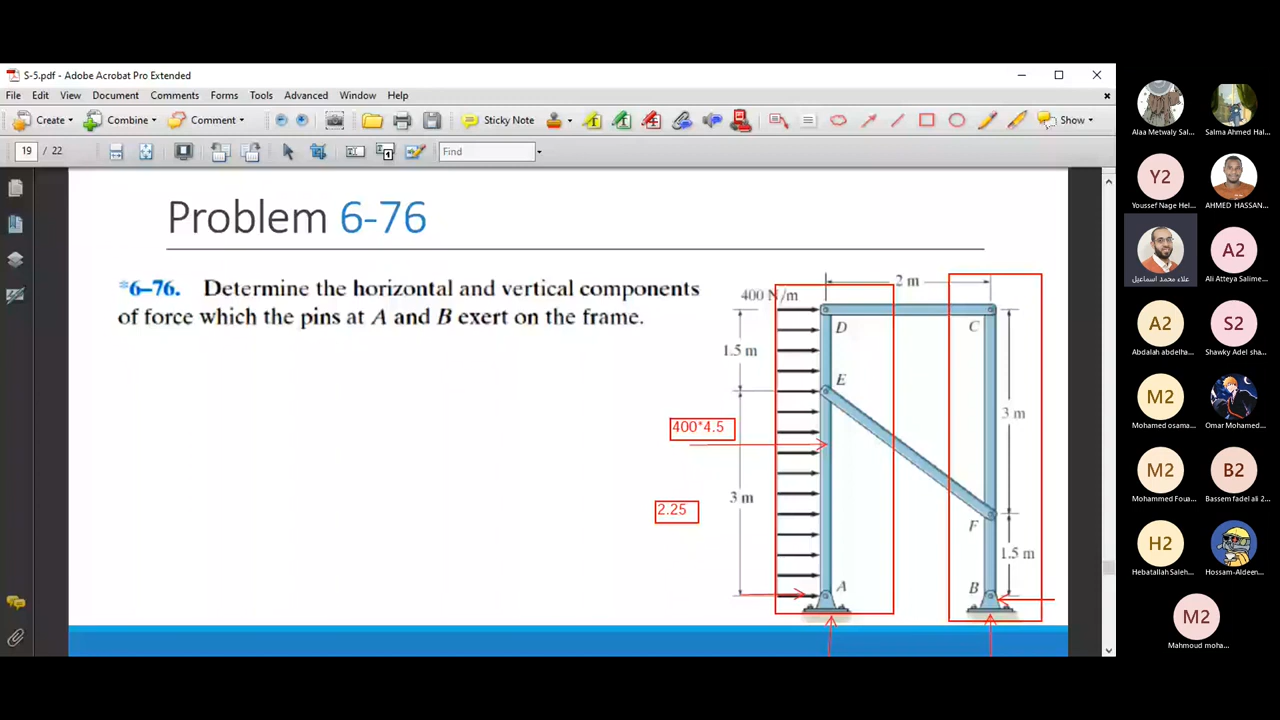 S-5.pdf - Adobe Acrobat Pro Extended
File Edit View Document Comments Forms Tools Advanced Window Help
Create Combine Comment Sticky Note Show
19 / 22 Find
Problem 6-76
*6–76. Determine the horizontal and vertical components
of force which the pins at A and B exert on the frame.
2 m
400 N/m
D C
1.5 m
E
3 m
400*4.5
3 m
2.25
F
1.5 m
A B
Alaa Metwaly Sal...
Salma Ahmed Hal...
Y2
Youssef Nage Hel...
AHMED HASSAN...
علاء محمد اسماعيل
A2
Ali Atteya Salime...
A2
Abdalah abdelha...
S2
Shawky Adel sha...
M2
Mohamed osama...
Omar Mohamed...
M2
Mohammed Foua...
B2
Bassem fadel ali 2...
H2
Hebatallah Saleh...
Hossam-Aldeen...
M2
Mahmoud moha...